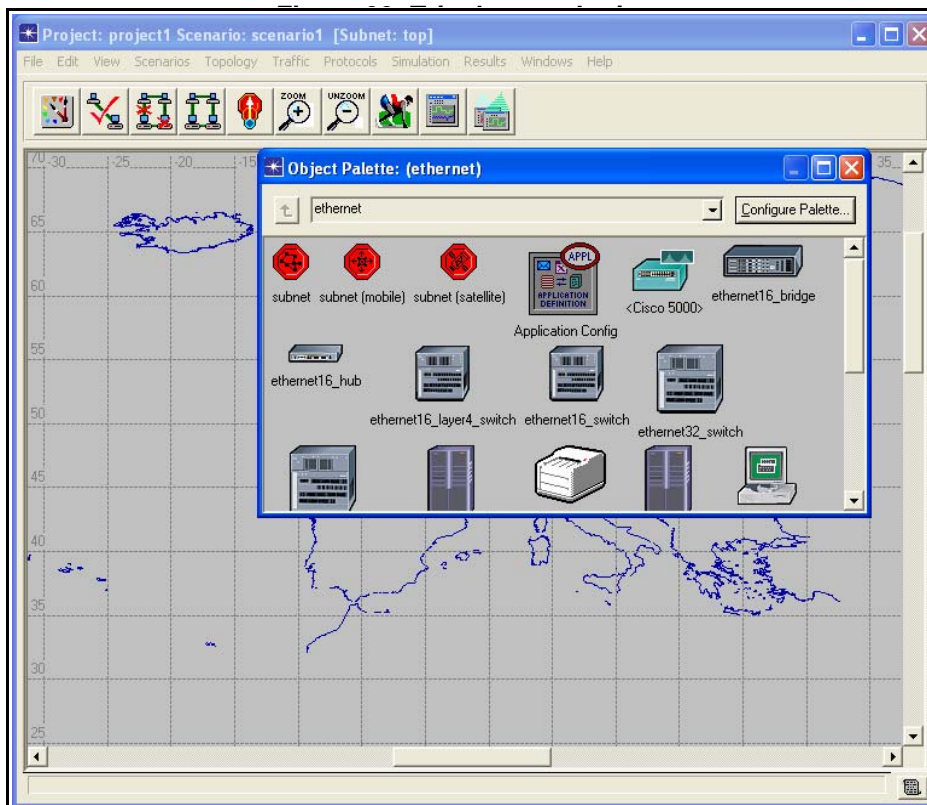 Project: project1 Scenario: scenario1 [Subnet: top]
File Edit View Scenarios Topology Traffic Protocols Simulation Results Windows Help
ZOOM UNZOOM
70 -30 -25 -20 -15 35
Object Palette: (ethernet)
ethernet Configure Palette...
65
APPL
APPLICATION DEFINITION
subnet subnet (mobile) subnet (satellite) Application Config <Cisco 5000> ethernet16_bridge
60
55
ethernet16_hub ethernet16_layer4_switch ethernet16_switch ethernet32_switch
50
45
40
35
30
25